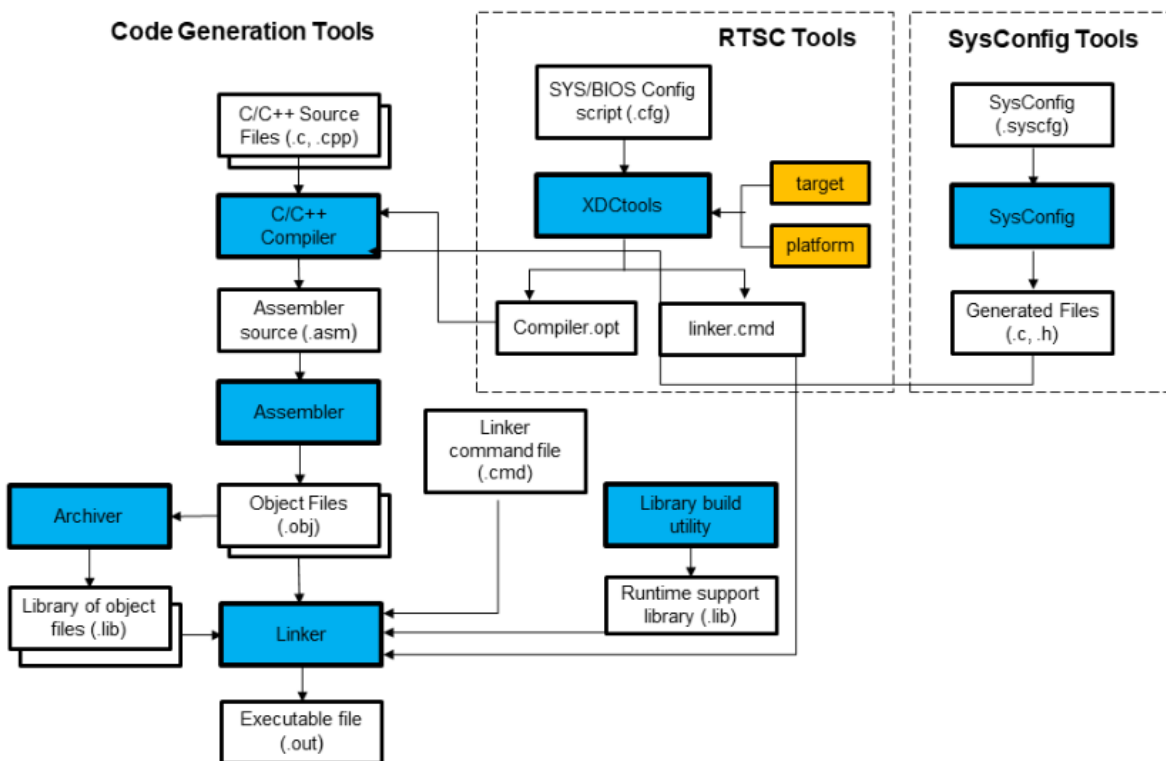 Code Generation Tools
RTSC Tools
SysConfig Tools
C/C++ Source
Files (.c, .cpp)
SYS/BIOS Config
script (.cfg)
SysConfig
(.syscfg)
C/C++
Compiler
XDCtools
target
platform
SysConfig
Assembler
source (.asm)
Compiler.opt
linker.cmd
Generated Files
(.c, .h)
Assembler
Linker
command file
(.cmd)
Archiver
Object Files
(.obj)
Library build
utility
Library of object
files (.lib)
Linker
Runtime support
library (.lib)
Executable file
(.out)